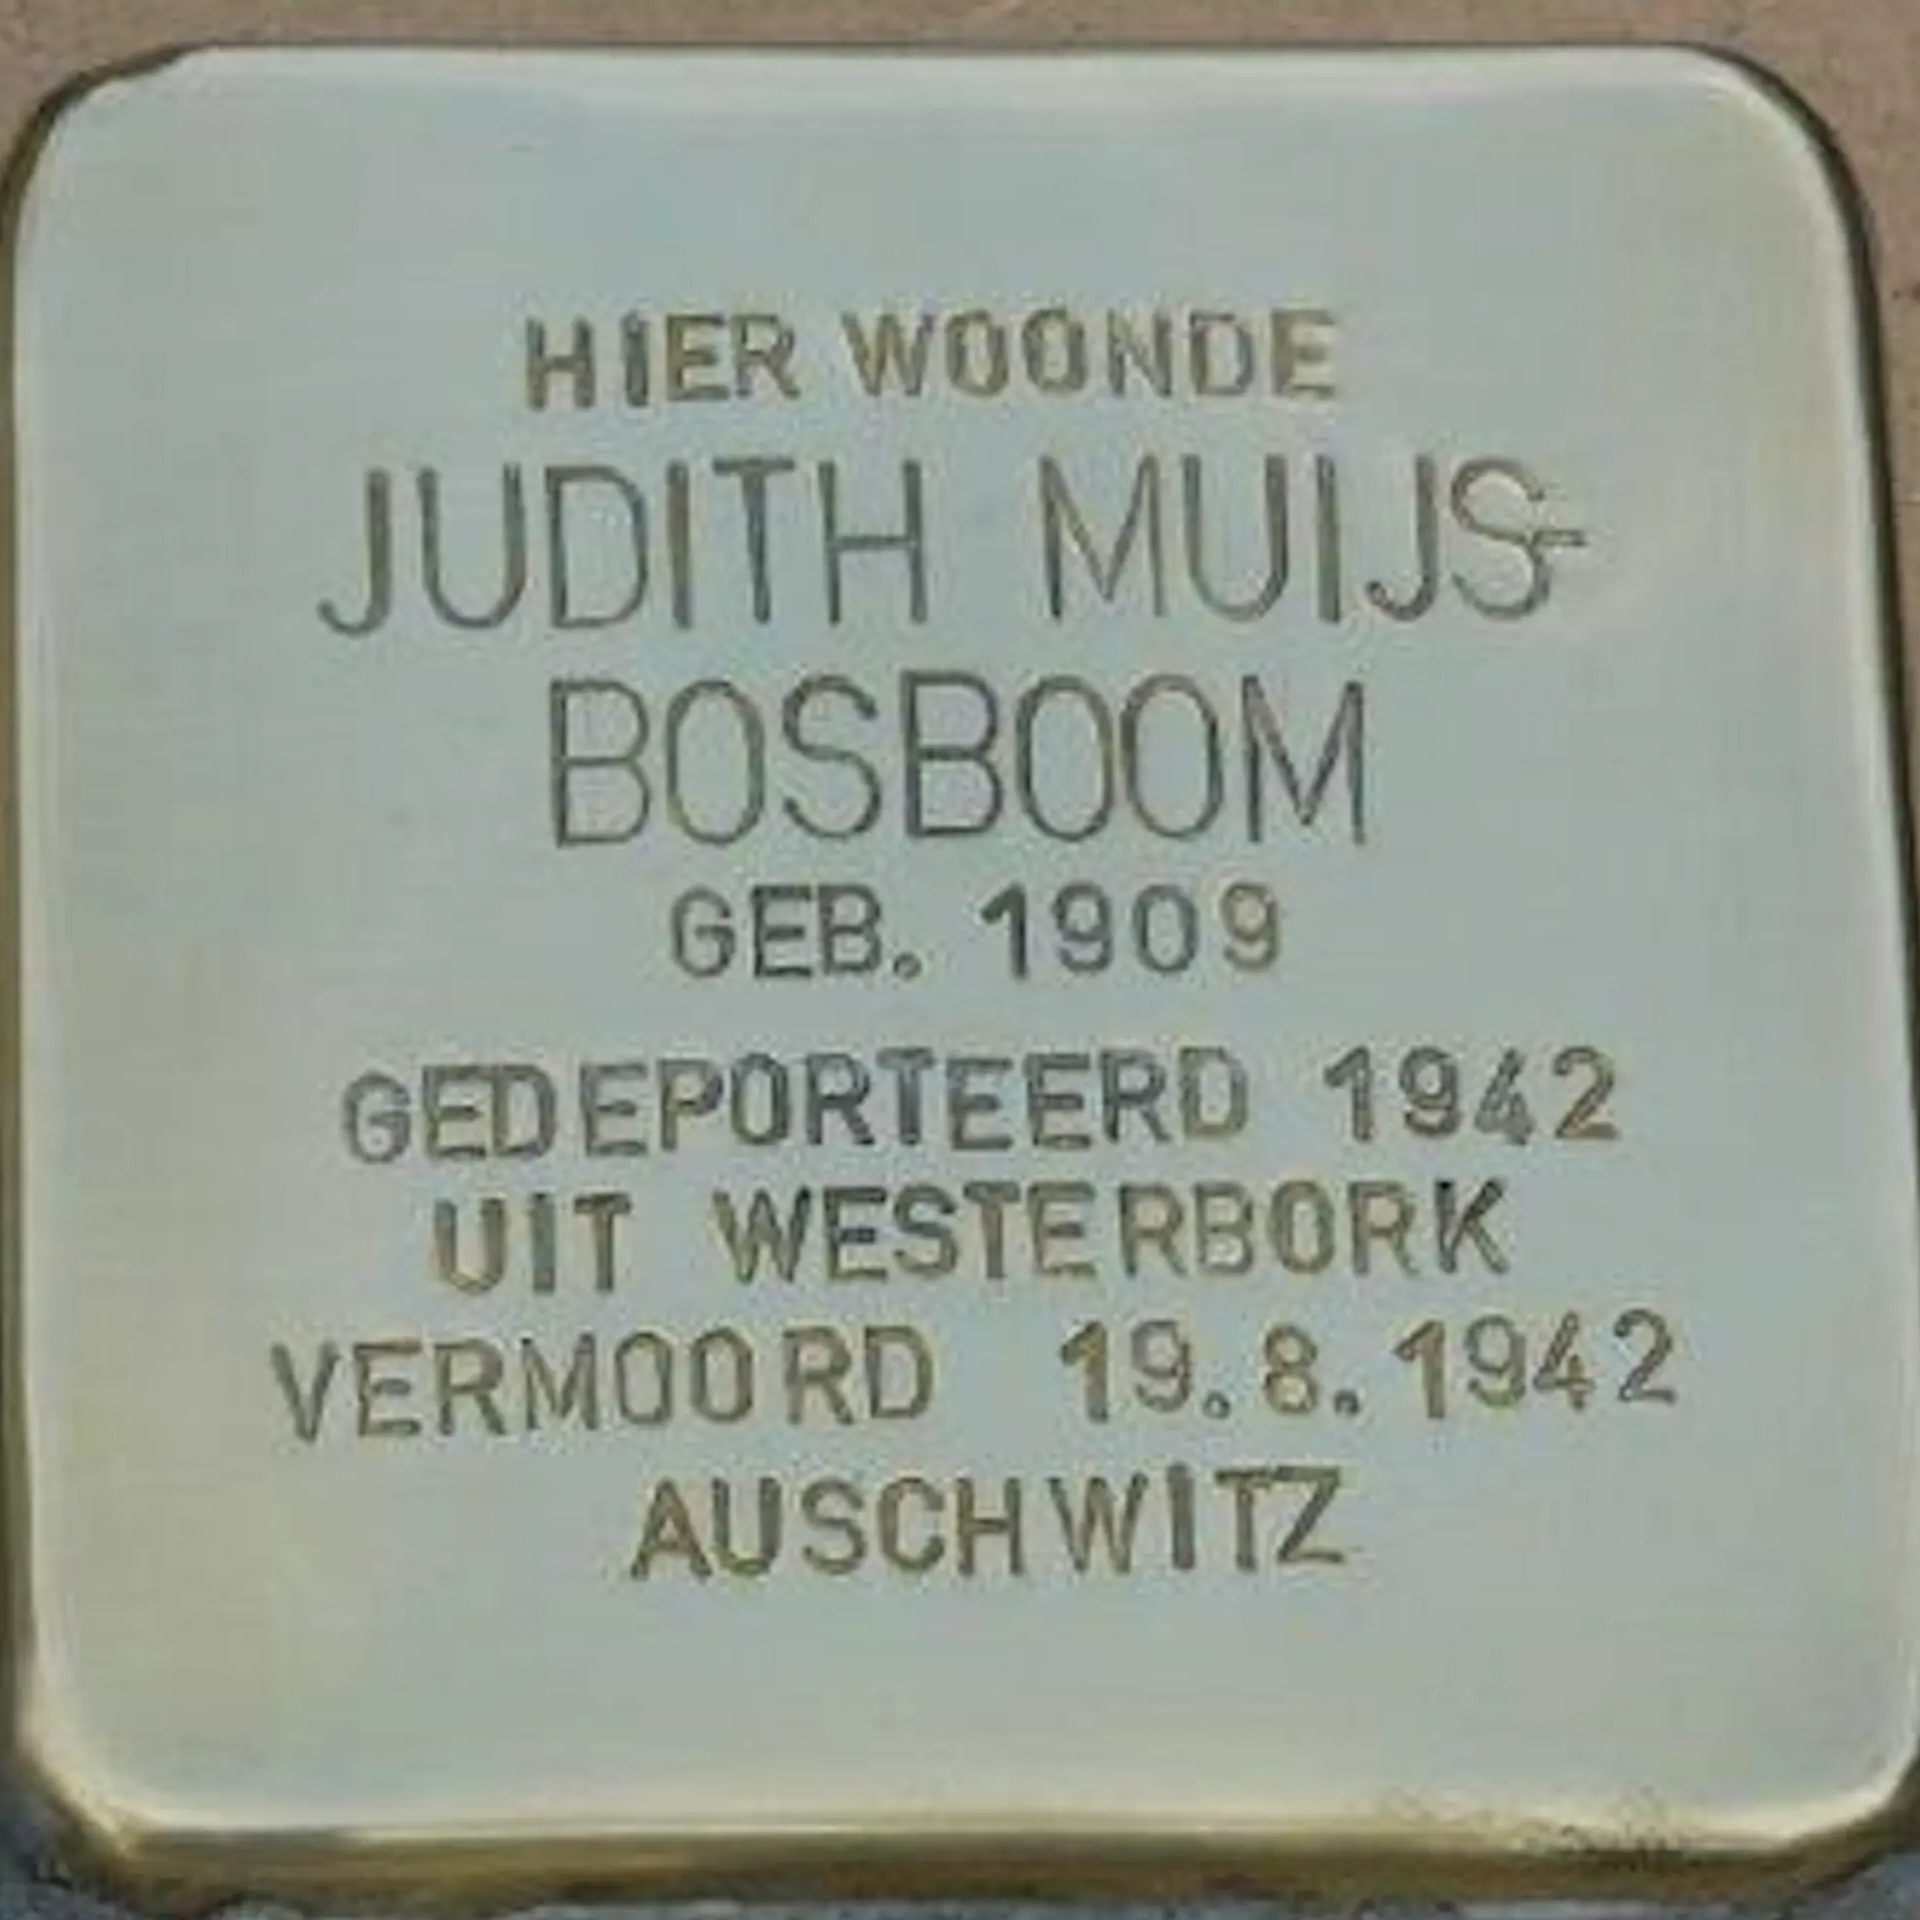 HIER WOONDE
JUDITH MUIJS-
BOSBOOM
GEB. 1909
GEDEPORTEERD 1942
UIT WESTERBORK
VERMOORD 19.8.1942
AUSCHWITZ